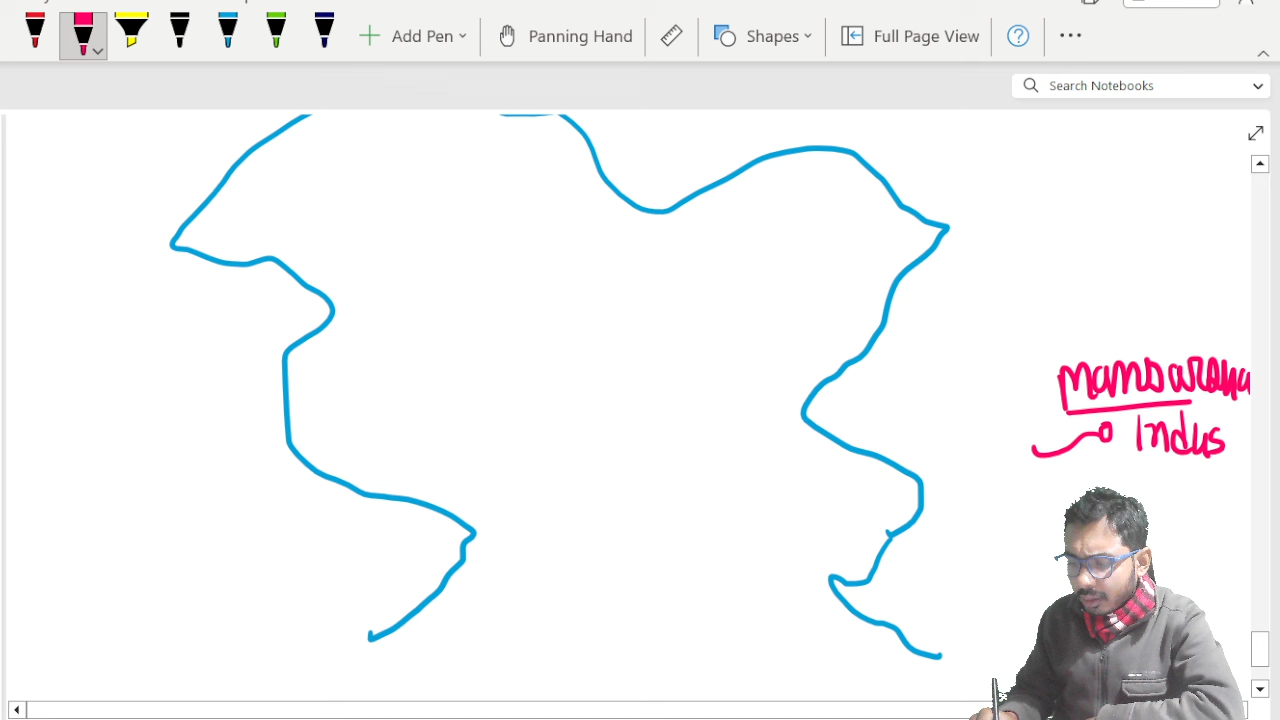 Add Pen
Panning Hand
Shapes
Full Page View
?
Search Notebooks
Indus